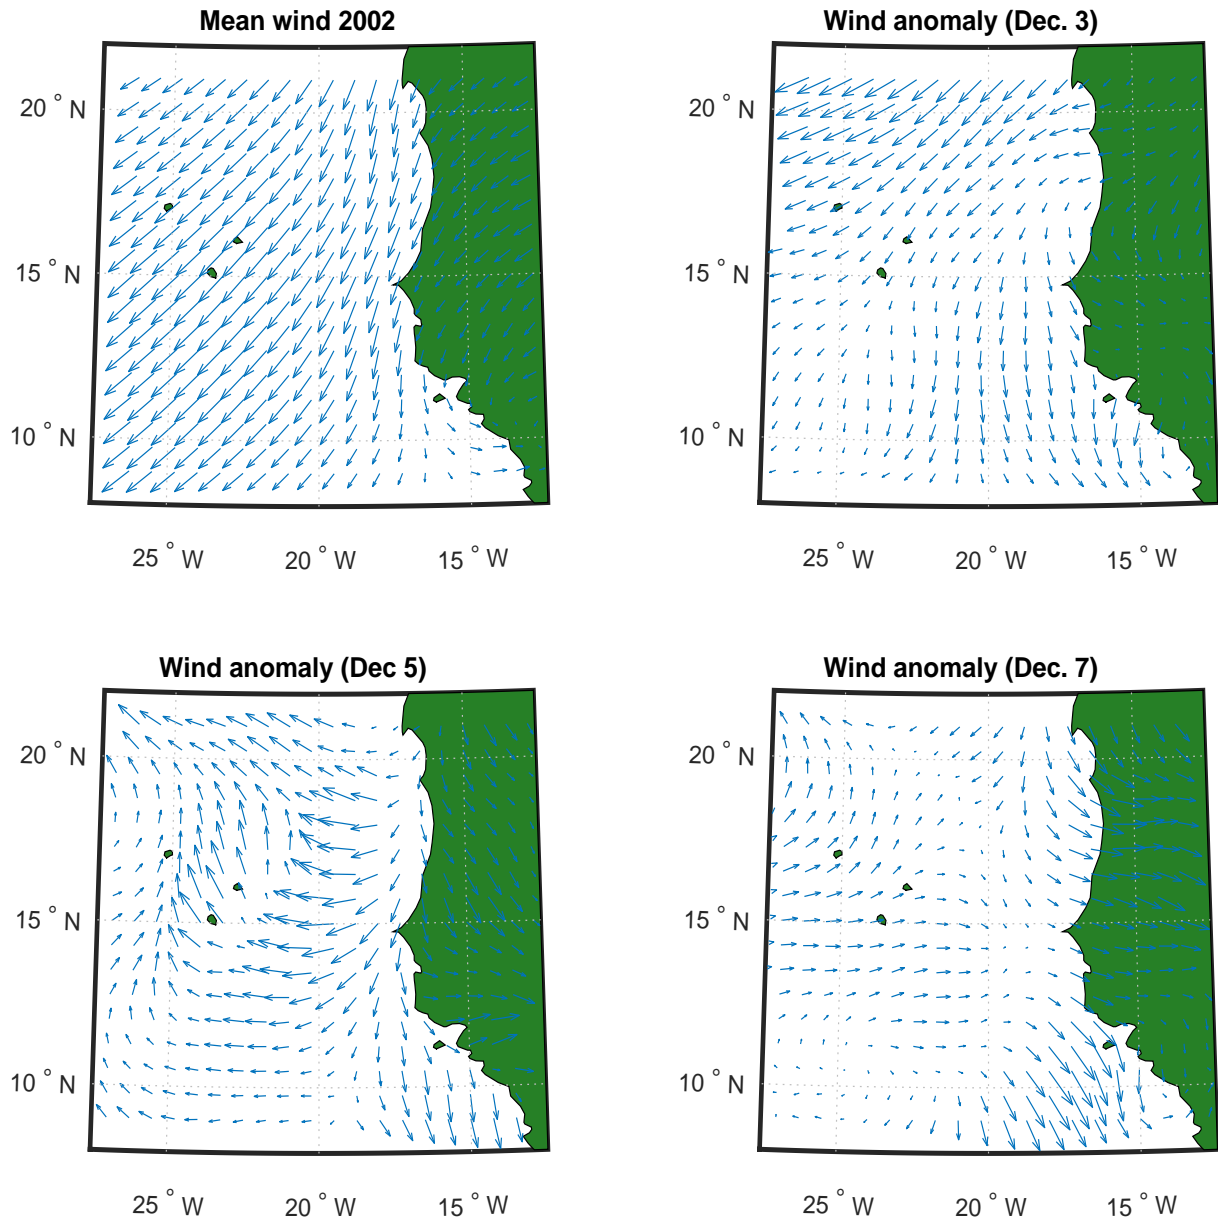 Mean wind 2002
Wind anomaly (Dec. 3)
20 ° N
15 ° N
10 ° N
25 ° W
20 ° W
15 ° W
20 ° N
15 ° N
10 ° N
25 ° W
20 ° W
15 ° W
Wind anomaly (Dec 5)
Wind anomaly (Dec. 7)
20 ° N
15 ° N
10 ° N
25 ° W
20 ° W
15 ° W
20 ° N
15 ° N
10 ° N
25 ° W
20 ° W
15 ° W